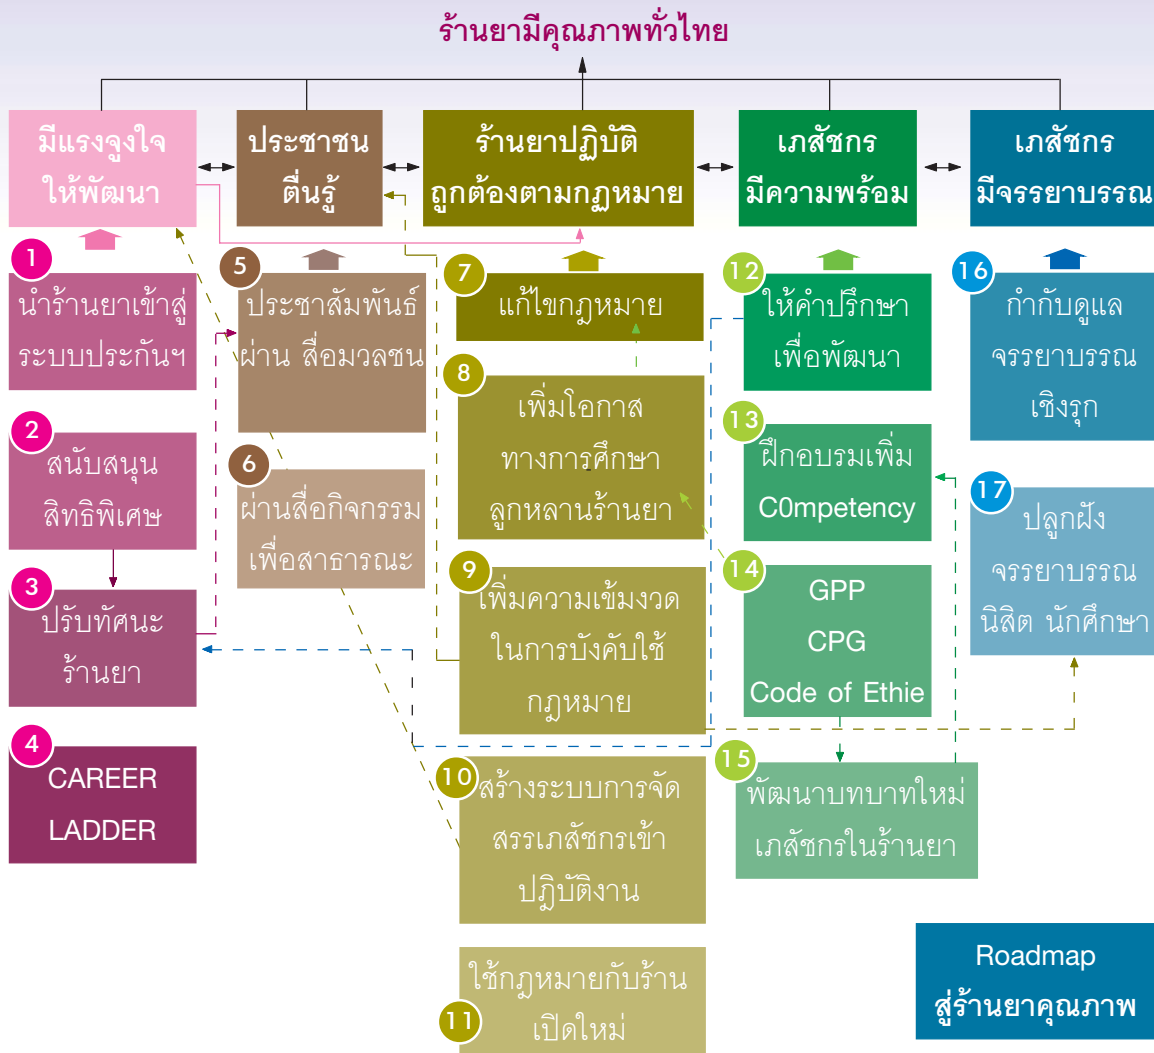 ร้านยามีคุณภาพทั่วไทย
มีแรงจูงใจ
ให้พัฒนา
ประชาชน
ตื่นรู้
ร้านยาปฏิบัติ
ถูกต้องตามกฏหมาย
เภสัชกร
มีความพร้อม
เภสัชกร
มีจรรยาบรรณ
1
นำร้านยาเข้าสู่
ระบบประกันฯ
2
สนับสนุน
สิทธิพิเศษ
3
ปรับทัศนะ
ร้านยา
4
CAREER
LADDER
5
ประชาสัมพันธ์
ผ่าน สื่อมวลชน
6
ผ่านสื่อกิจกรรม
เพื่อสาธารณะ
7
แก้ไขกฎหมาย
8
เพิ่มโอกาส
ทางการศึกษา
ลูกหลานร้านยา
9
เพิ่มความเข้มงวด
ในการบังคับใช้
กฎหมาย
10
สร้างระบบการจัด
สรรเภสัชกรเข้า
ปฎิบัติงาน
ใช้กฎหมายกับร้าน
เปิดใหม่
11
12
ให้คำปรึกษา
เพื่อพัฒนา
13
ฝึกอบรมเพิ่ม
C0mpetency
14
GPP
CPG
Code of Ethie
15
พัฒนาบทบาทใหม่
เภสัชกรในร้านยา
16
กำกับดูแล
จรรยาบรรณ
เชิงรุก
17
ปลูกฝัง
จรรยาบรรณ
นิสิต นักศึกษา
Roadmap
สู่ร้านยาคุณภาพ